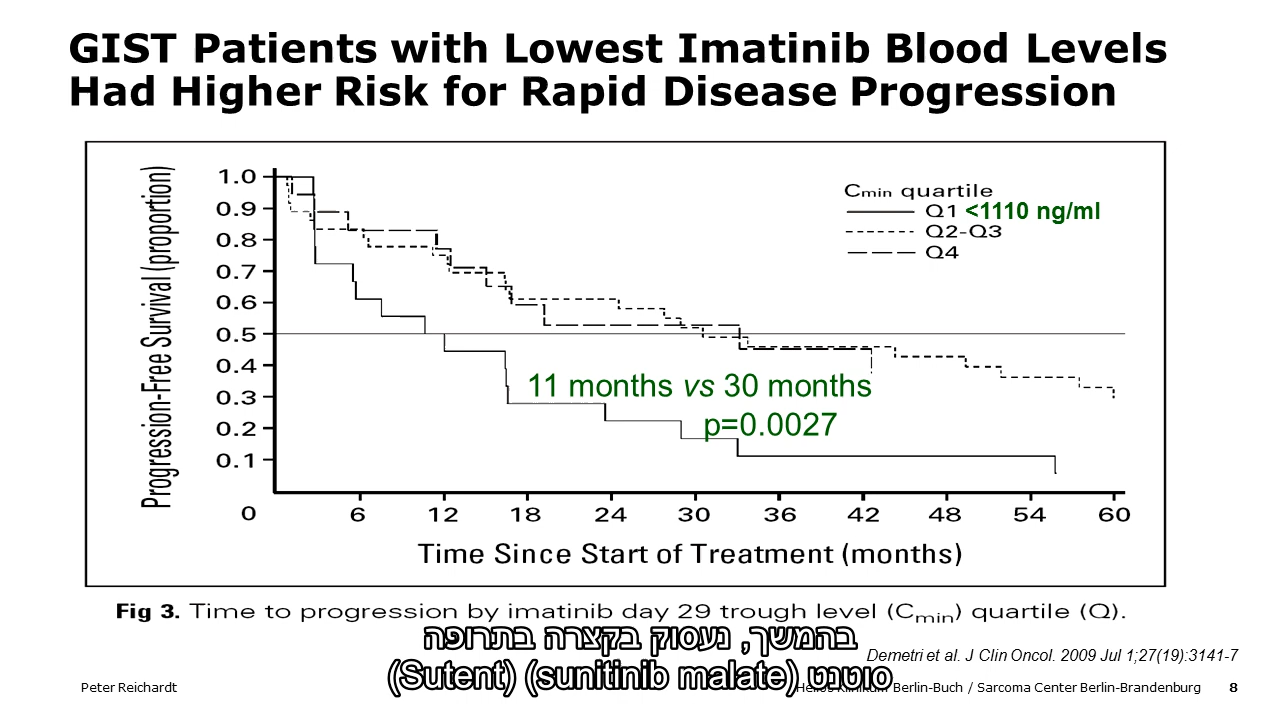 GIST Patients with Lowest Imatinib Blood Levels
Had Higher Risk for Rapid Disease Progression
Progression-Free Survival (proportion)
1.0
0.9
0.8
0.7
0.6
0.5
0.4
0.3
0.2
0.1
0
Cmin quartile
Q1 <1110 ng/ml
Q2-Q3
Q4
11 months vs 30 months
p=0.0027
6 12 18 24 30 36 42 48 54 60
Time Since Start of Treatment (months)
Fig 3. Time to progression by imatinib day 29 trough level (Cmin) quartile (Q).
בהמשך, נעסוק בקצרה בתרופה
סוטנט (sunitinib malate) (Sutent)
Demetri et al. J Clin Oncol. 2009 Jul 1;27(19):3141-7
Peter Reichardt
Helios Klinikum Berlin-Buch / Sarcoma Center Berlin-Brandenburg
8